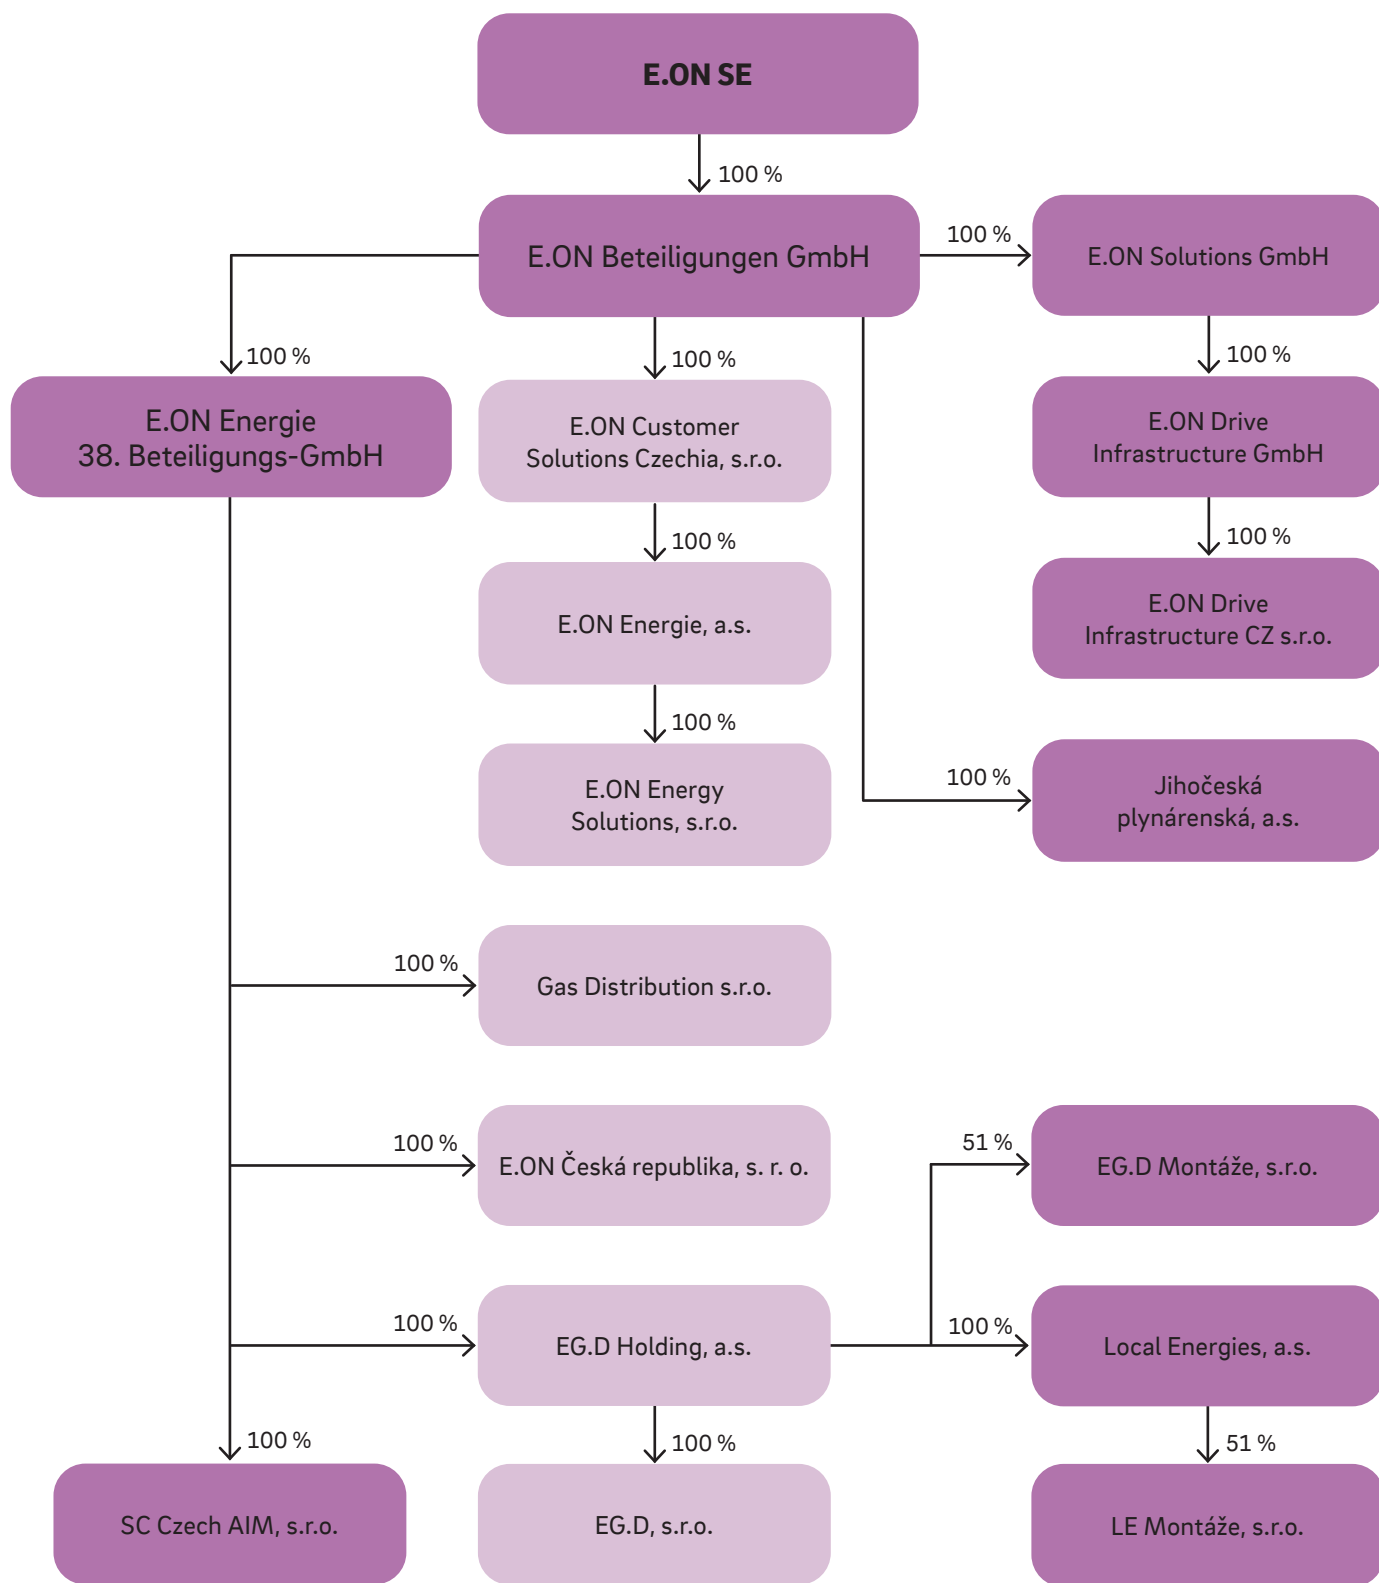 E.ON SE
100 %
E.ON Beteiligungen GmbH
100 %
E.ON Solutions GmbH
100 %
100 %
100 %
E.ON Energie
38. Beteiligungs-GmbH
E.ON Customer
Solutions Czechia, s.r.o.
E.ON Drive
Infrastructure GmbH
100 %
100 %
E.ON Energie, a.s.
E.ON Drive
Infrastructure CZ s.r.o.
100 %
E.ON Energy
Solutions, s.r.o.
100 %
Jihočeská
plynárenská, a.s.
100 %
Gas Distribution s.r.o.
100 %
E.ON Česká republika, s. r. o.
51 %
EG.D Montáže, s.r.o.
100 %
EG.D Holding, a.s.
100 %
Local Energies, a.s.
100 %
100 %
51 %
SC Czech AIM, s.r.o.
EG.D, s.r.o.
LE Montáže, s.r.o.